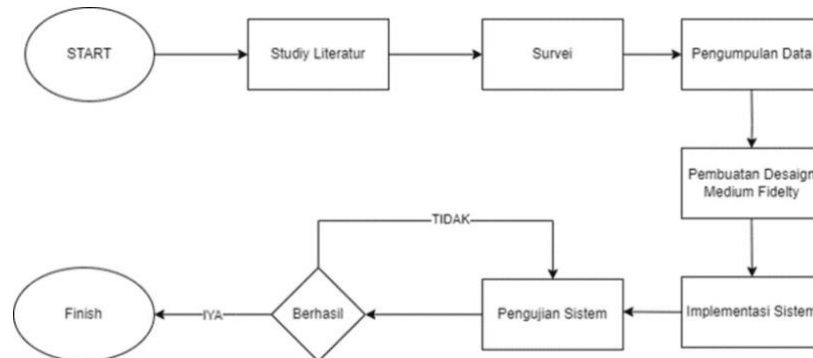 START
Studiy Literatur
Survei
Pengumpulan Data
Pembuatan Desaign
Medium Fidelty
TIDAK
Implementasi Sistem
Pengujian Sistem
Berhasil
IYA
Finish